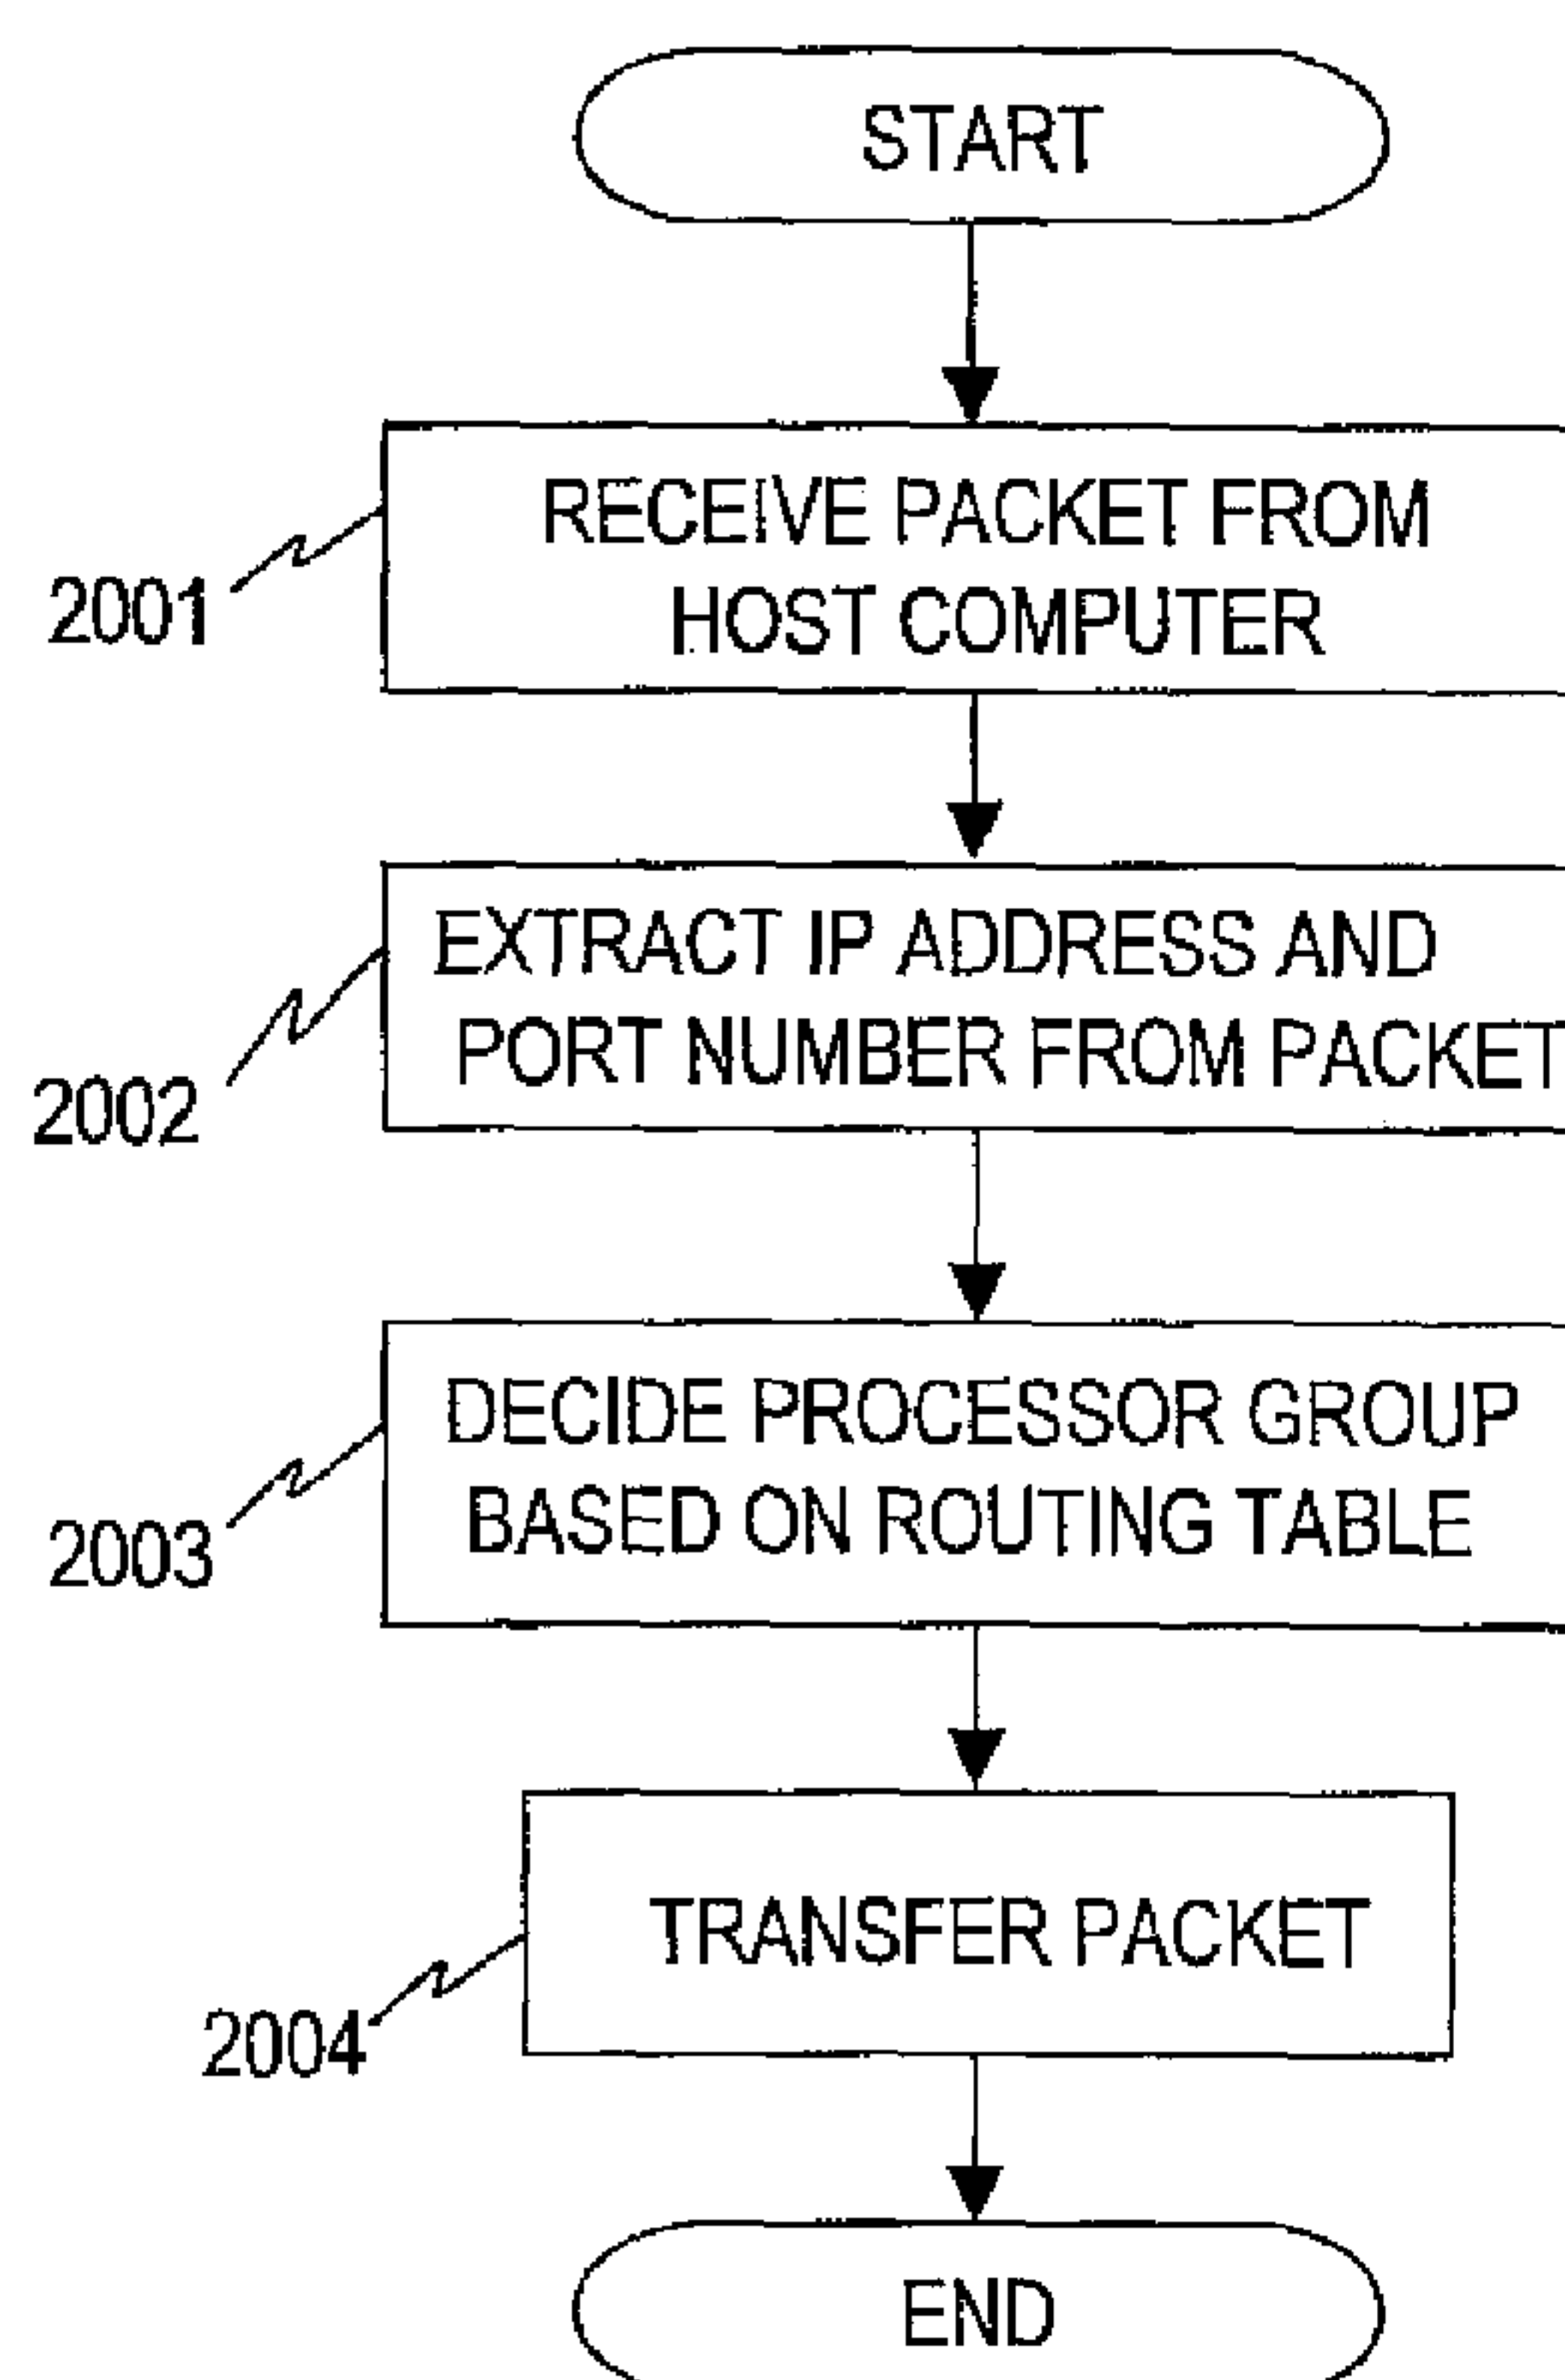 START
RECEIVE PACKET FROM
HOST COMPUTER
2001
EXTRACT IP ADDRESS AND
PORT NUMBER FROM PACKET
2002
DECIDE PROCESSOR GROUP
BASED ON ROUTING TABLE
2003
TRANSFER PACKET
2004
END